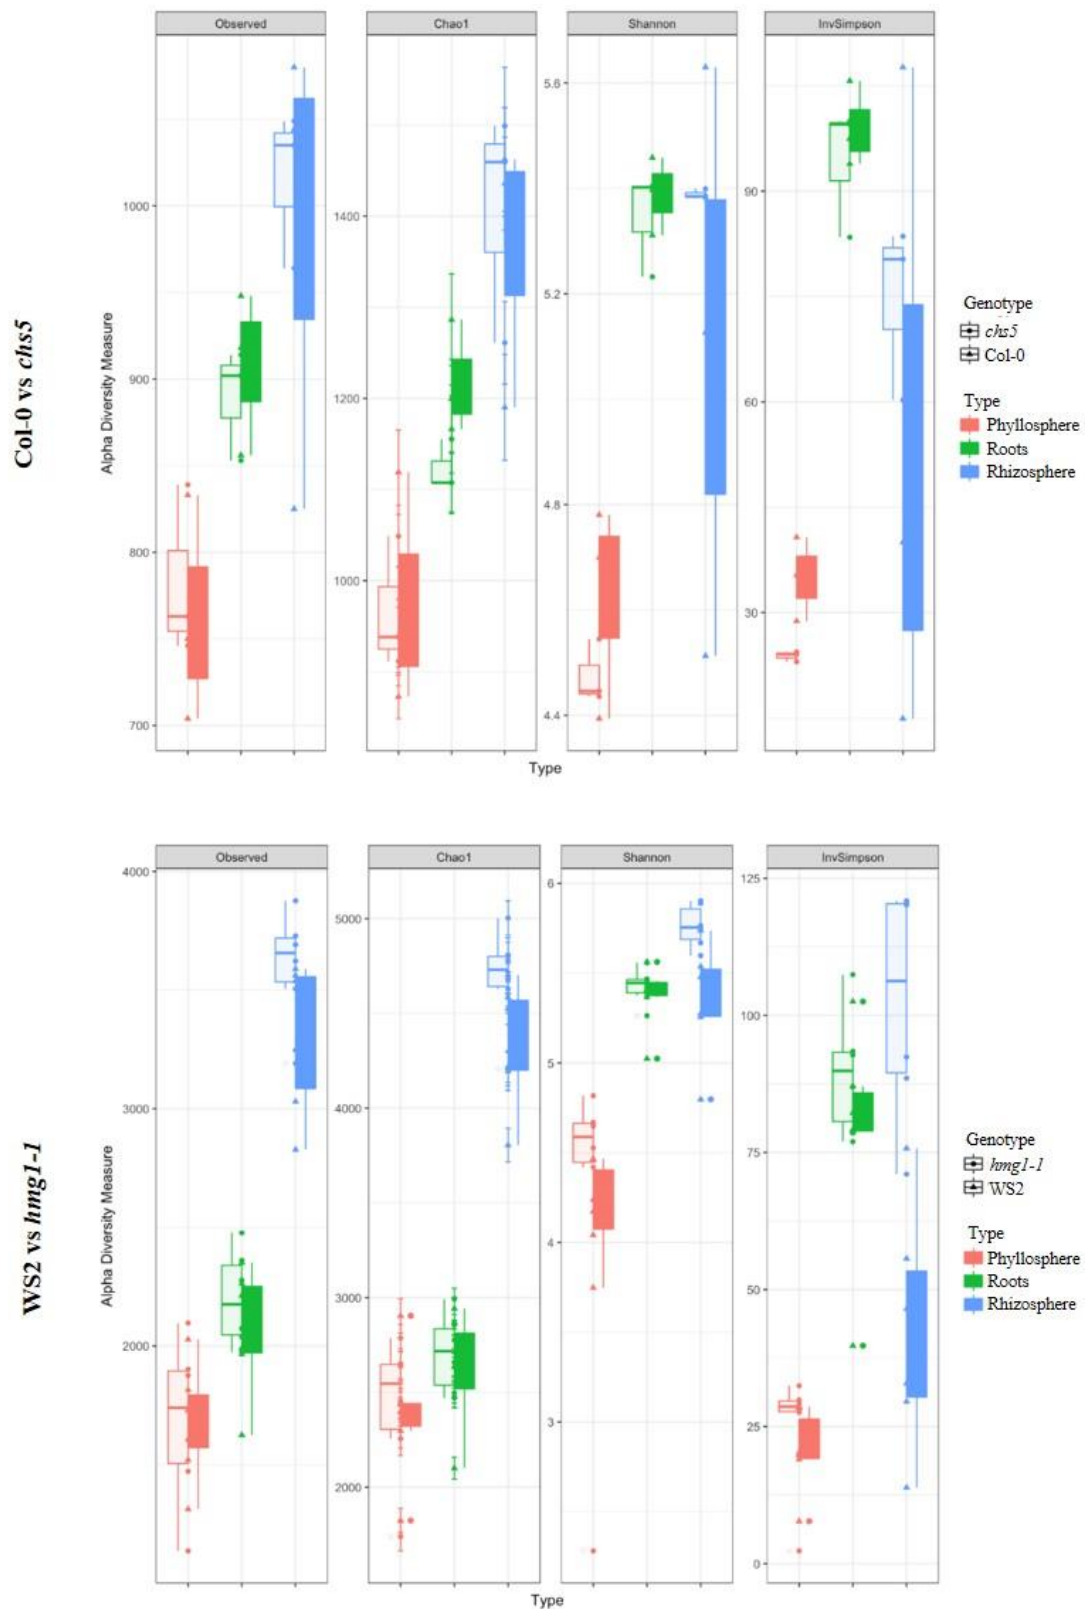 Col-0 vs chs5
Observed
Chao1
Shannon
InvSimpson
Alpha Diversity Measure
1000
900
800
700
1400
1200
1000
5.6
5.2
4.8
4.4
90
60
30
Type
Genotype
chs5
Col-0
Type
Phyllosphere
Roots
Rhizosphere
WS2 vs hmg1-1
Observed
Chao1
Shannon
InvSimpson
Alpha Diversity Measure
4000
3000
2000
5000
4000
3000
2000
6
5
4
3
125
100
75
50
25
0
Type
Genotype
hmg1-1
WS2
Type
Phyllosphere
Roots
Rhizosphere